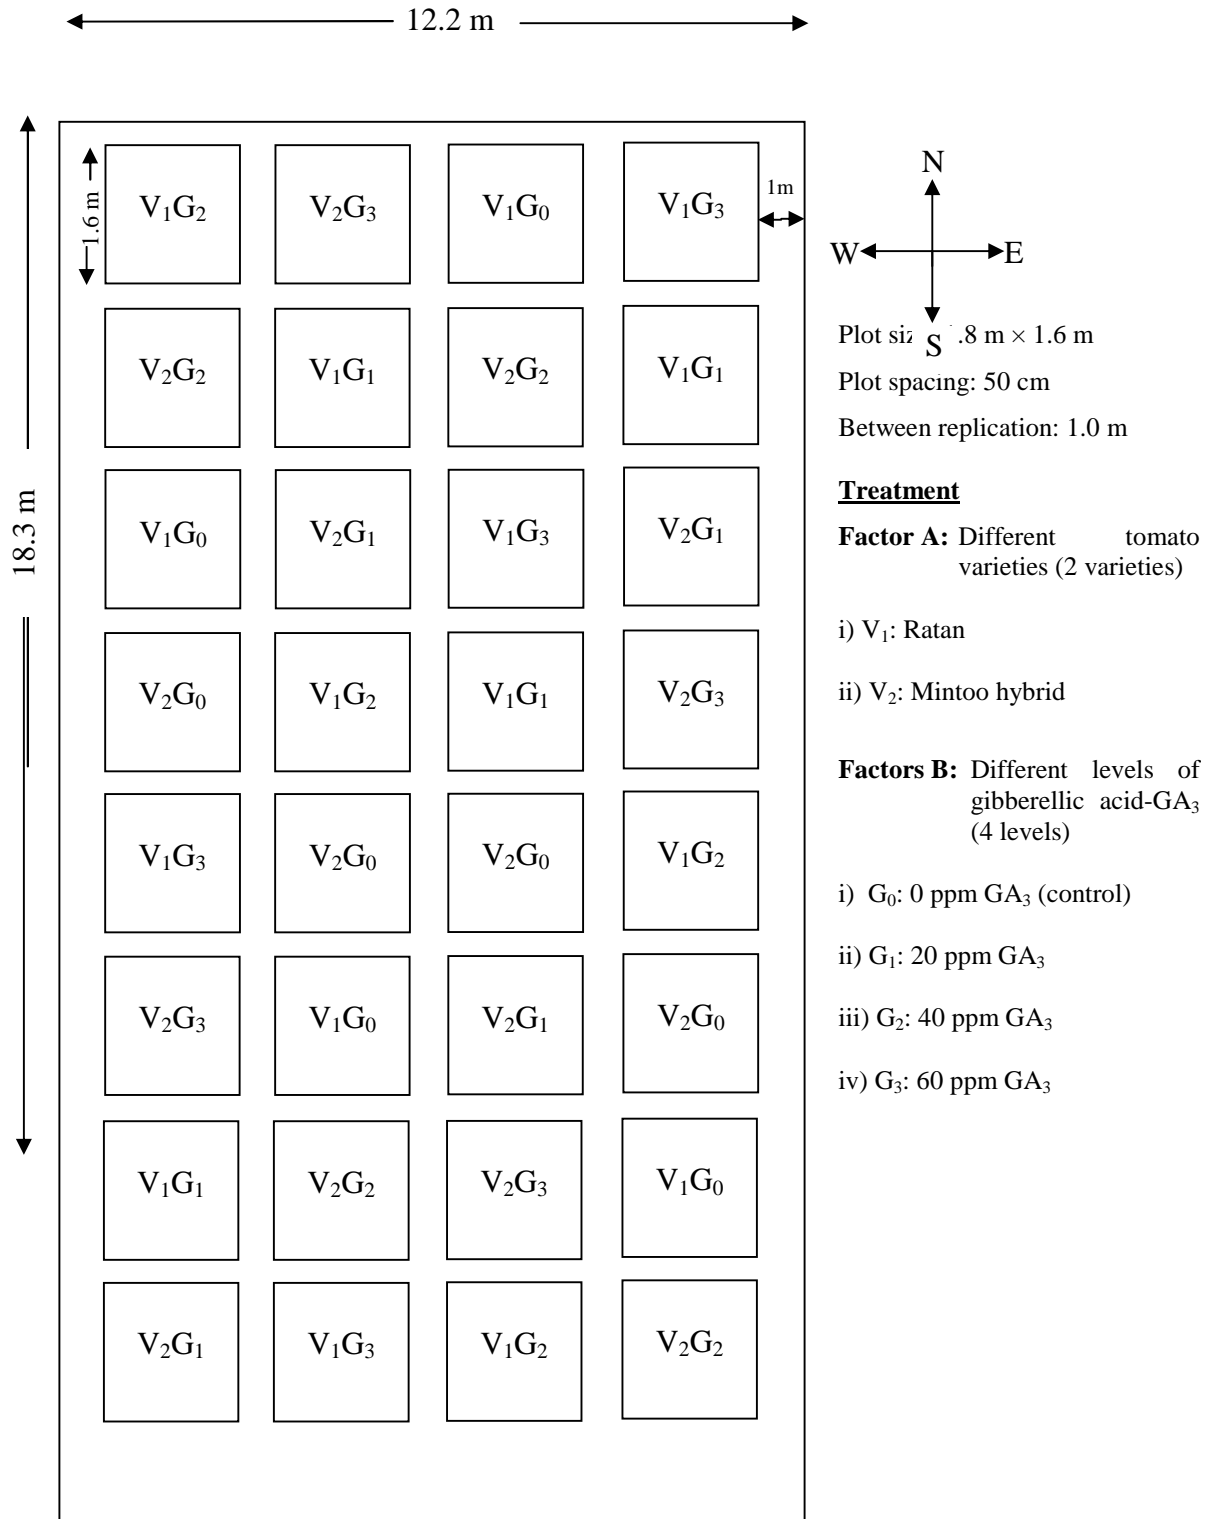 12.2 m
18.3 m
1.6 m
1m
V₁G₂ V₂G₃ V₁G₀ V₁G₃
V₂G₂ V₁G₁ V₂G₂ V₁G₁
V₁G₀ V₂G₁ V₁G₃ V₂G₁
V₂G₀ V₁G₂ V₁G₁ V₂G₃
V₁G₃ V₂G₀ V₂G₀ V₁G₂
V₂G₃ V₁G₀ V₂G₁ V₂G₀
V₁G₁ V₂G₂ V₂G₃ V₁G₀
V₂G₁ V₁G₃ V₁G₂ V₂G₂
N
W E
S
Plot siz .8 m × 1.6 m
Plot spacing: 50 cm
Between replication: 1.0 m
Treatment
Factor A: Different tomato
varieties (2 varieties)
i) V₁: Ratan
ii) V₂: Mintoo hybrid
Factors B: Different levels of
gibberellic acid-GA₃
(4 levels)
i) G₀: 0 ppm GA₃ (control)
ii) G₁: 20 ppm GA₃
iii) G₂: 40 ppm GA₃
iv) G₃: 60 ppm GA₃